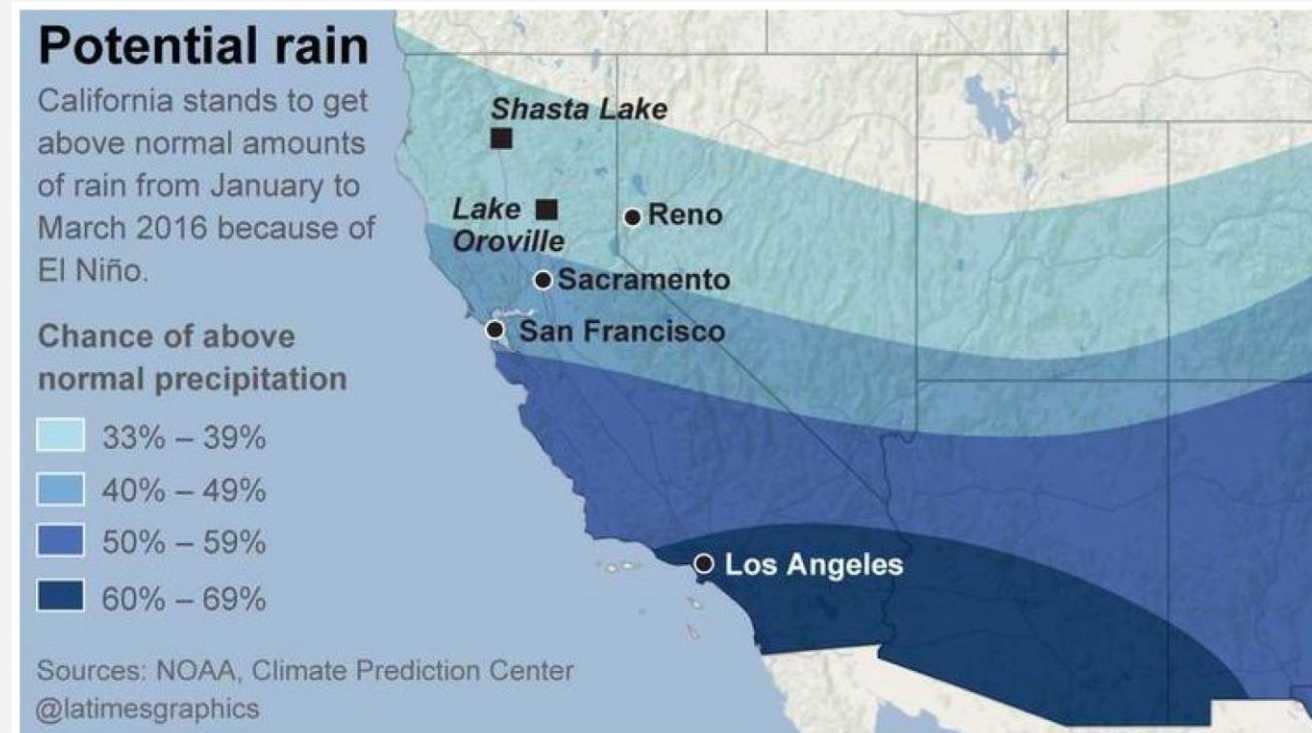 Potential rain
California stands to get
above normal amounts
of rain from January to
March 2016 because of
El Niño.
Chance of above
normal precipitation
33% – 39%
40% – 49%
50% – 59%
60% – 69%
Sources: NOAA, Climate Prediction Center
@latimesgraphics
Shasta Lake
Lake
Oroville
Reno
Sacramento
San Francisco
Los Angeles